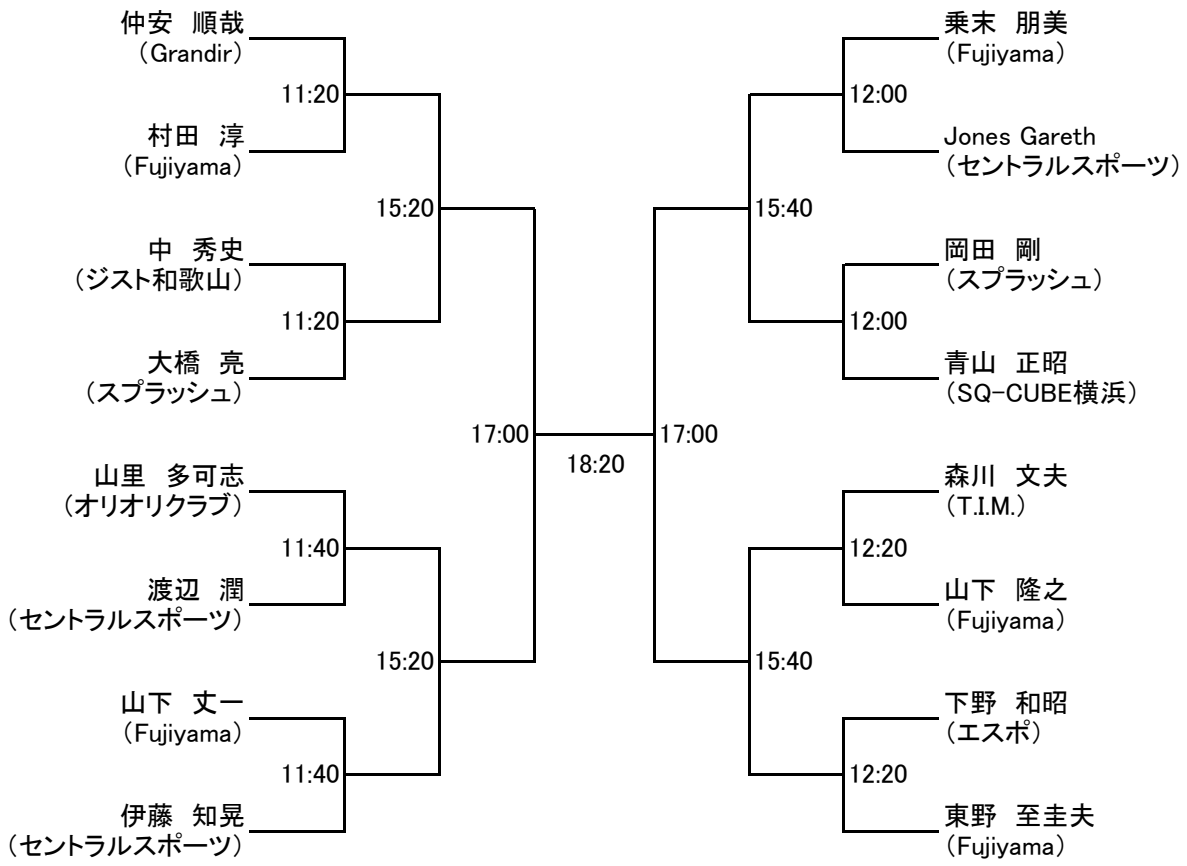 仲安　順哉
（Grandir）
11:20
村田　淳
（Fujiyama）
15:20
中　秀史
（ジスト和歌山）
11:20
大橋　亮
（スプラッシュ）
17:00
山里　多可志
（オリオリクラブ）
11:40
渡辺　潤
（セントラルスポーツ）
15:20
山下　丈一
（Fujiyama）
11:40
伊藤　知晃
（セントラルスポーツ）
18:20
乗末　朋美
（Fujiyama）
12:00
Jones Gareth
（セントラルスポーツ）
15:40
岡田　剛
（スプラッシュ）
12:00
青山　正昭
（SQ-CUBE横浜）
17:00
森川　文夫
（T.I.M.）
12:20
山下　隆之
（Fujiyama）
15:40
下野　和昭
（エスポ）
12:20
東野　至圭夫
（Fujiyama）